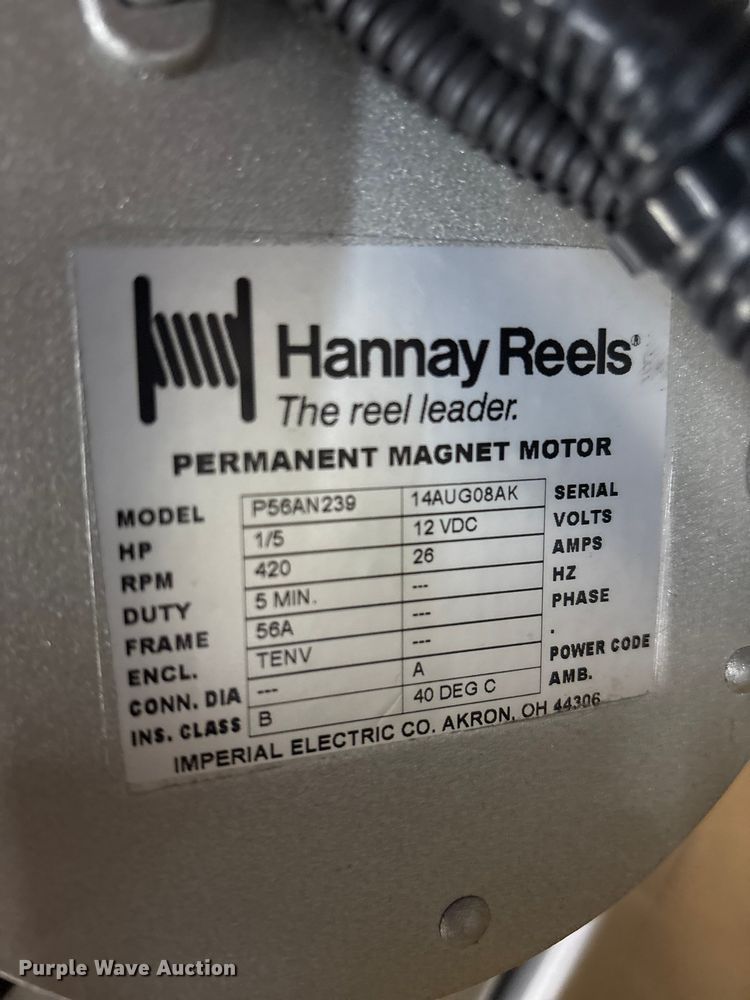 Hannay Reels®
The reel leader.
PERMANENT MAGNET MOTOR
MODEL P56AN239 14AUG08AK SERIAL
HP 1/5 12 VDC VOLTS
RPM 420 26 AMPS
DUTY 5 MIN. --- HZ
FRAME 56A --- PHASE
ENCL. TENV --- .
CONN. DIA --- A POWER CODE
INS. CLASS B 40 DEG C AMB.
IMPERIAL ELECTRIC CO. AKRON, OH 44306
Purple Wave Auction